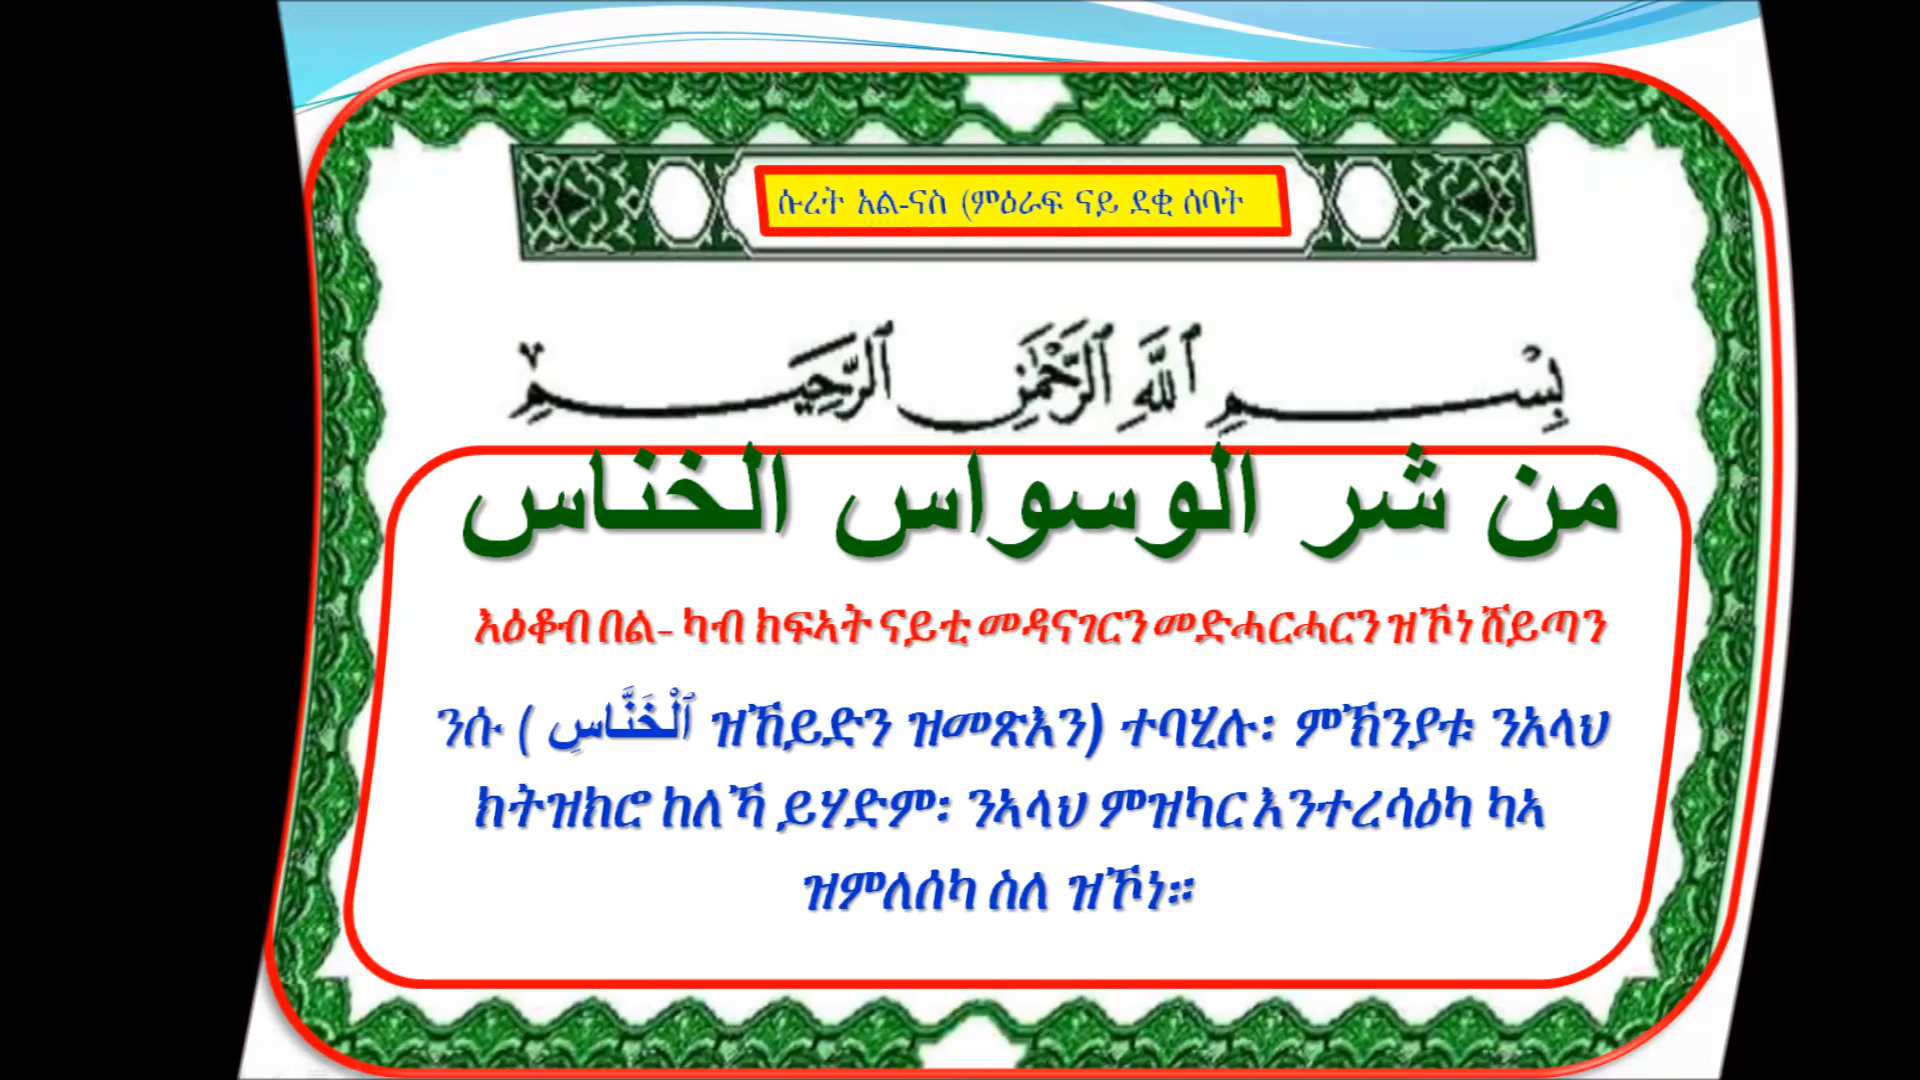 ሱረት አል-ናስ (ምዕራፍ ናይ ደቂ ሰባት
بِسْمِ ٱللَّهِ ٱلرَّحْمَٰنِ ٱلرَّحِيمِ
من شر الوسواس الخناس
እዕቆብ በል- ካብ ክፍኣት ናይቲ መዳናገርን መድሓርሓርን ዝኾነ ሸይጣን
ንሱ ( ٱلْخَنَّاسِ ዝኸይድን ዝመጽእን) ተባሂሉ፡ ምኽንያቱ ንአላህ
ክትዝክሮ ከለኻ ይሃድም፡ ንኣላህ ምዝካር እንተረሳዕካ ካኣ
ዝምለሰካ ስለ ዝኾነ።